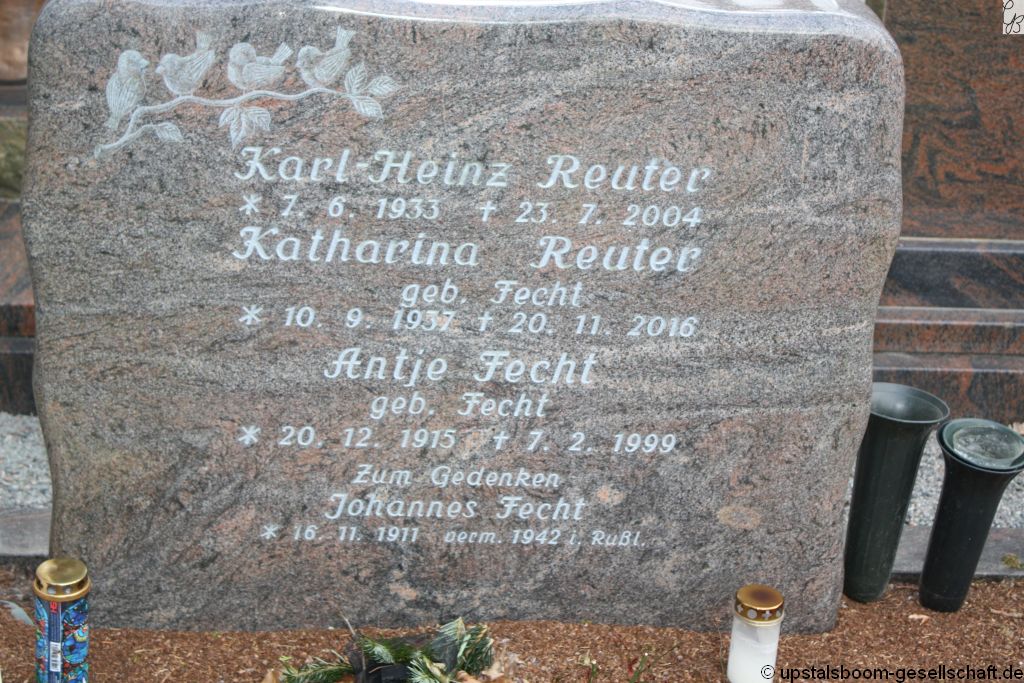 Karl-Heinz Reuter
* 7. 6. 1933 † 23. 7. 2004
Katharina Reuter
geb. Fecht
* 10. 9. 1937 † 20. 11. 2016
Antje Fecht
geb. Fecht
* 20. 12. 1915 † 7. 2. 1999
Zum Gedenken
Johannes Fecht
* 16. 11. 1911 verm. 1942 i. Rußl.
© upstalsboom-gesellschaft.de